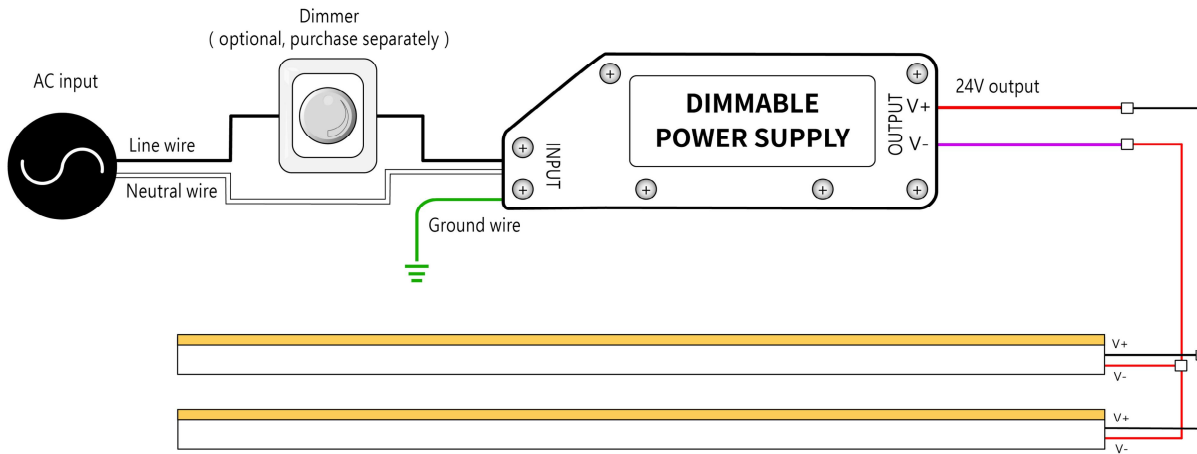 Dimmer
( optional, purchase separately )
AC input
Line wire
Neutral wire
Ground wire
INPUT
DIMMABLE
POWER SUPPLY
OUTPUT
V+
V-
24V output
V+
V-
V+
V-